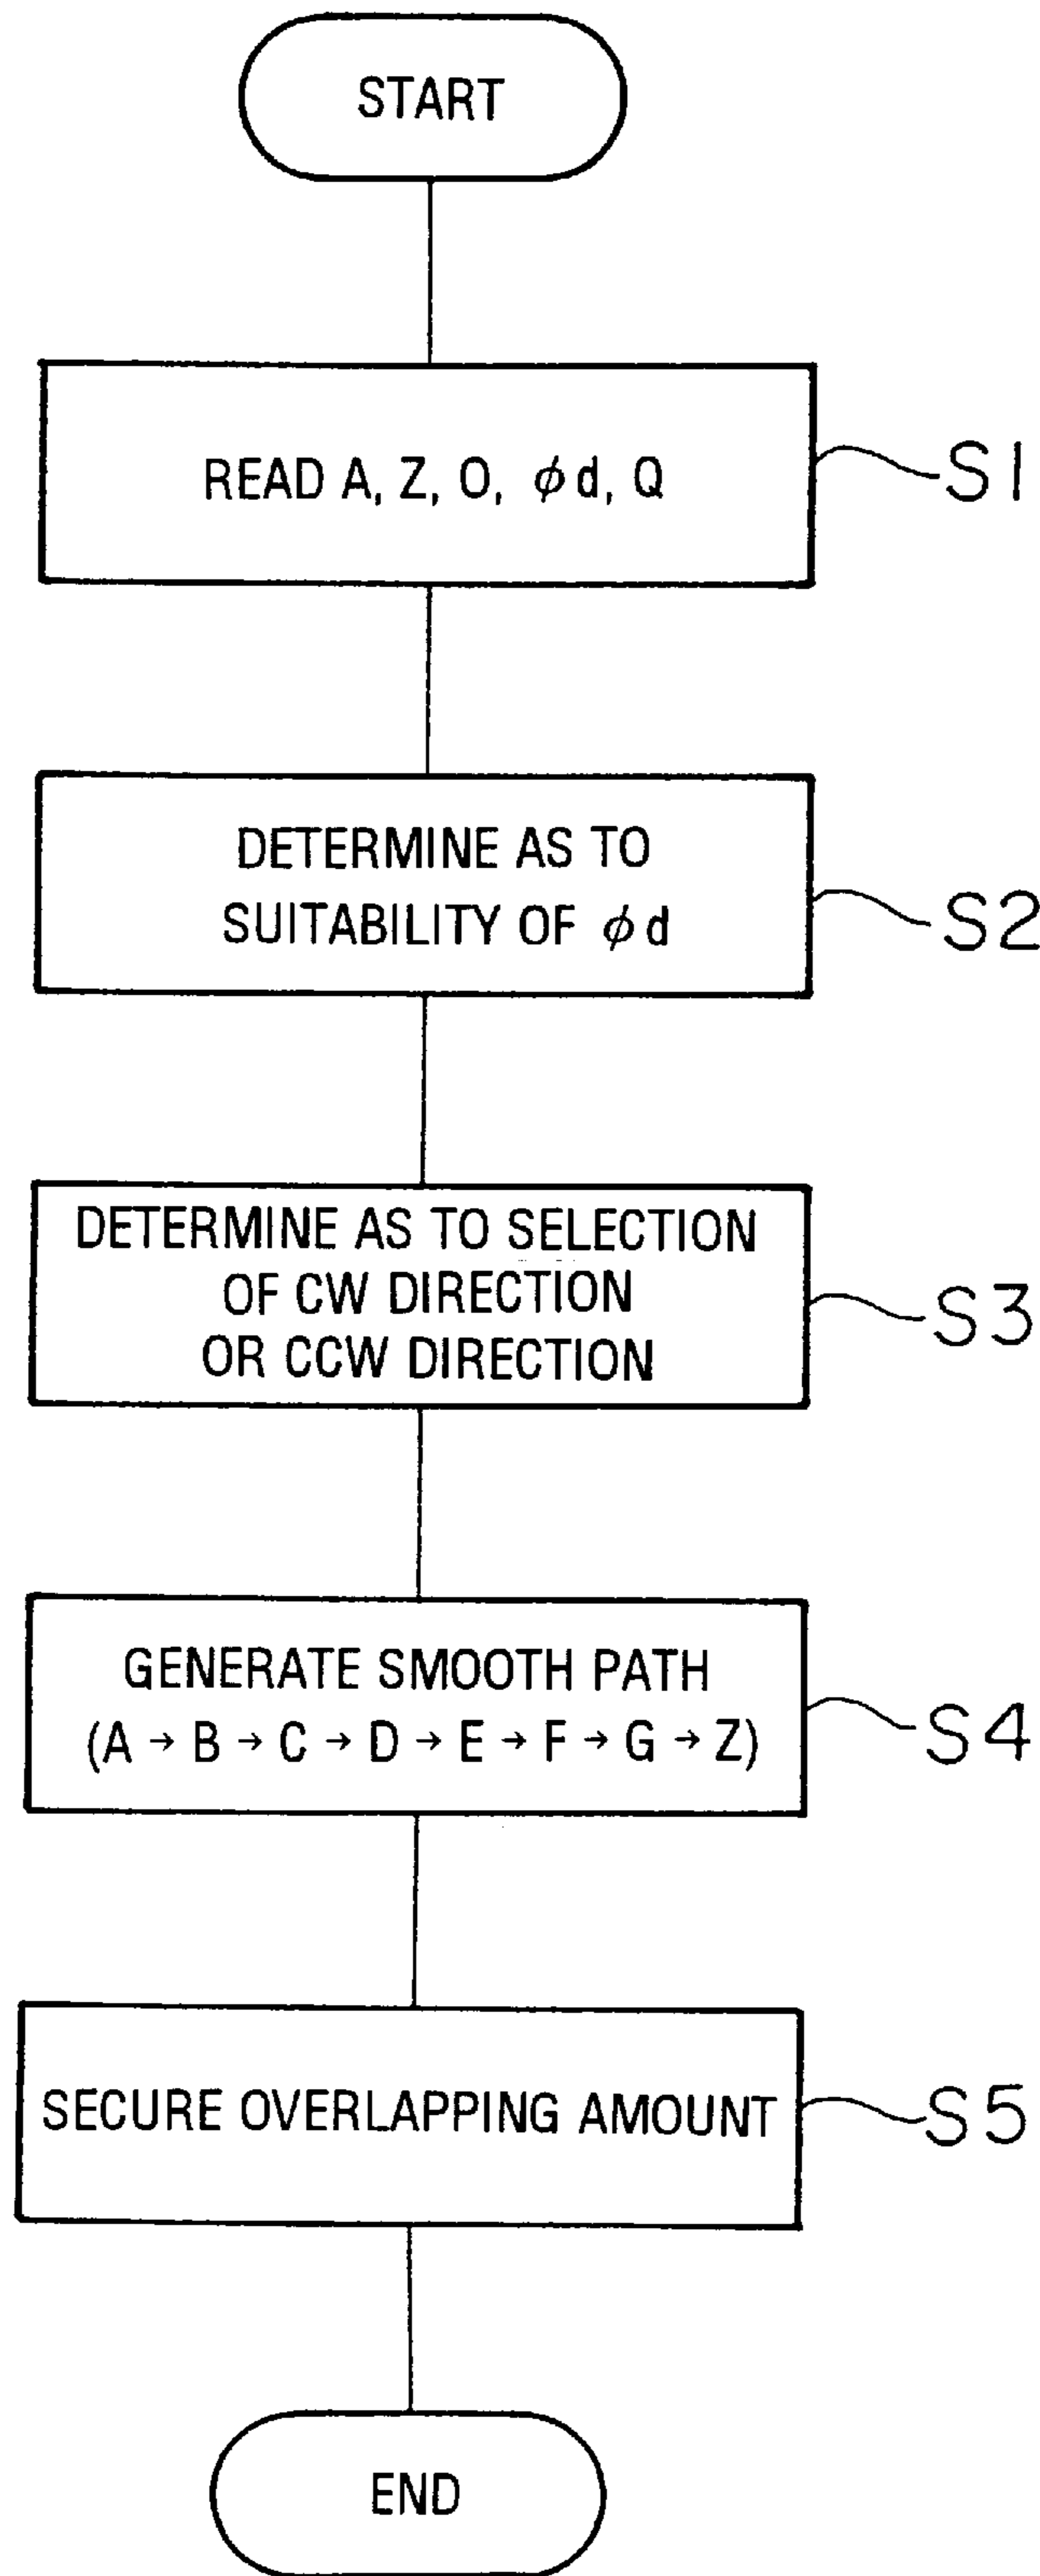 START
READ A, Z, O, ϕd, Q
S1
DETERMINE AS TO
SUITABILITY OF ϕd
S2
DETERMINE AS TO SELECTION
OF CW DIRECTION
OR CCW DIRECTION
S3
GENERATE SMOOTH PATH
(A → B → C → D → E → F → G → Z)
S4
SECURE OVERLAPPING AMOUNT
S5
END